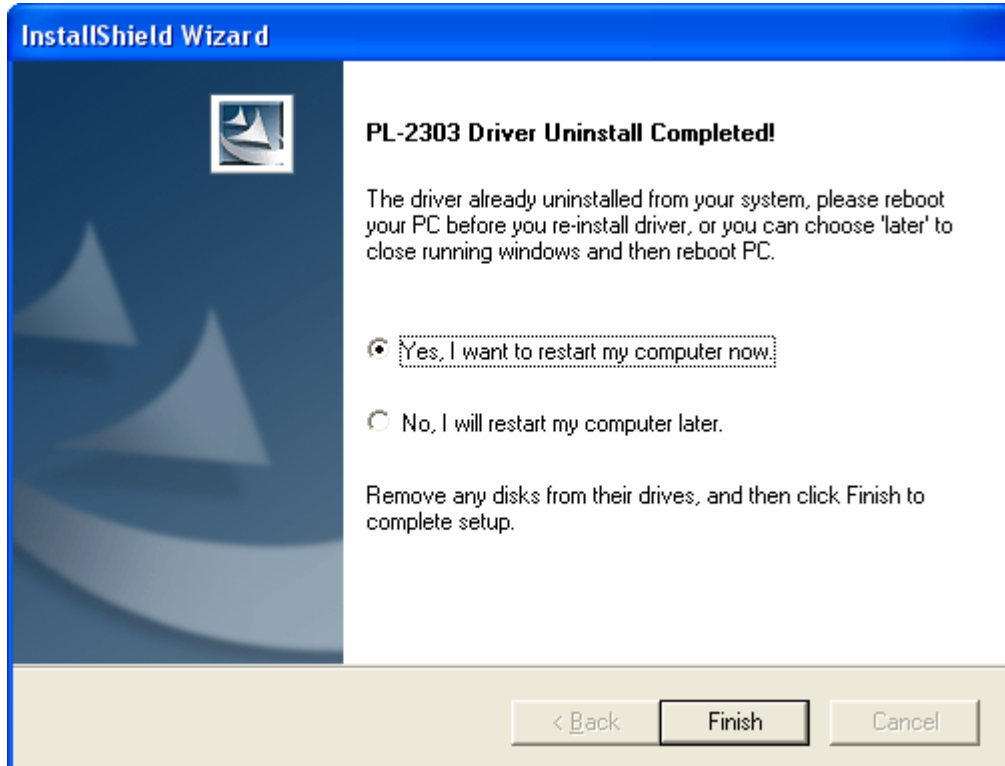 InstallShield Wizard
PL-2303 Driver Uninstall Completed!
The driver already uninstalled from your system, please reboot
your PC before you re-install driver, or you can choose 'later' to
close running windows and then reboot PC.
Yes, I want to restart my computer now.
No, I will restart my computer later.
Remove any disks from their drives, and then click Finish to
complete setup.
< Back Finish Cancel